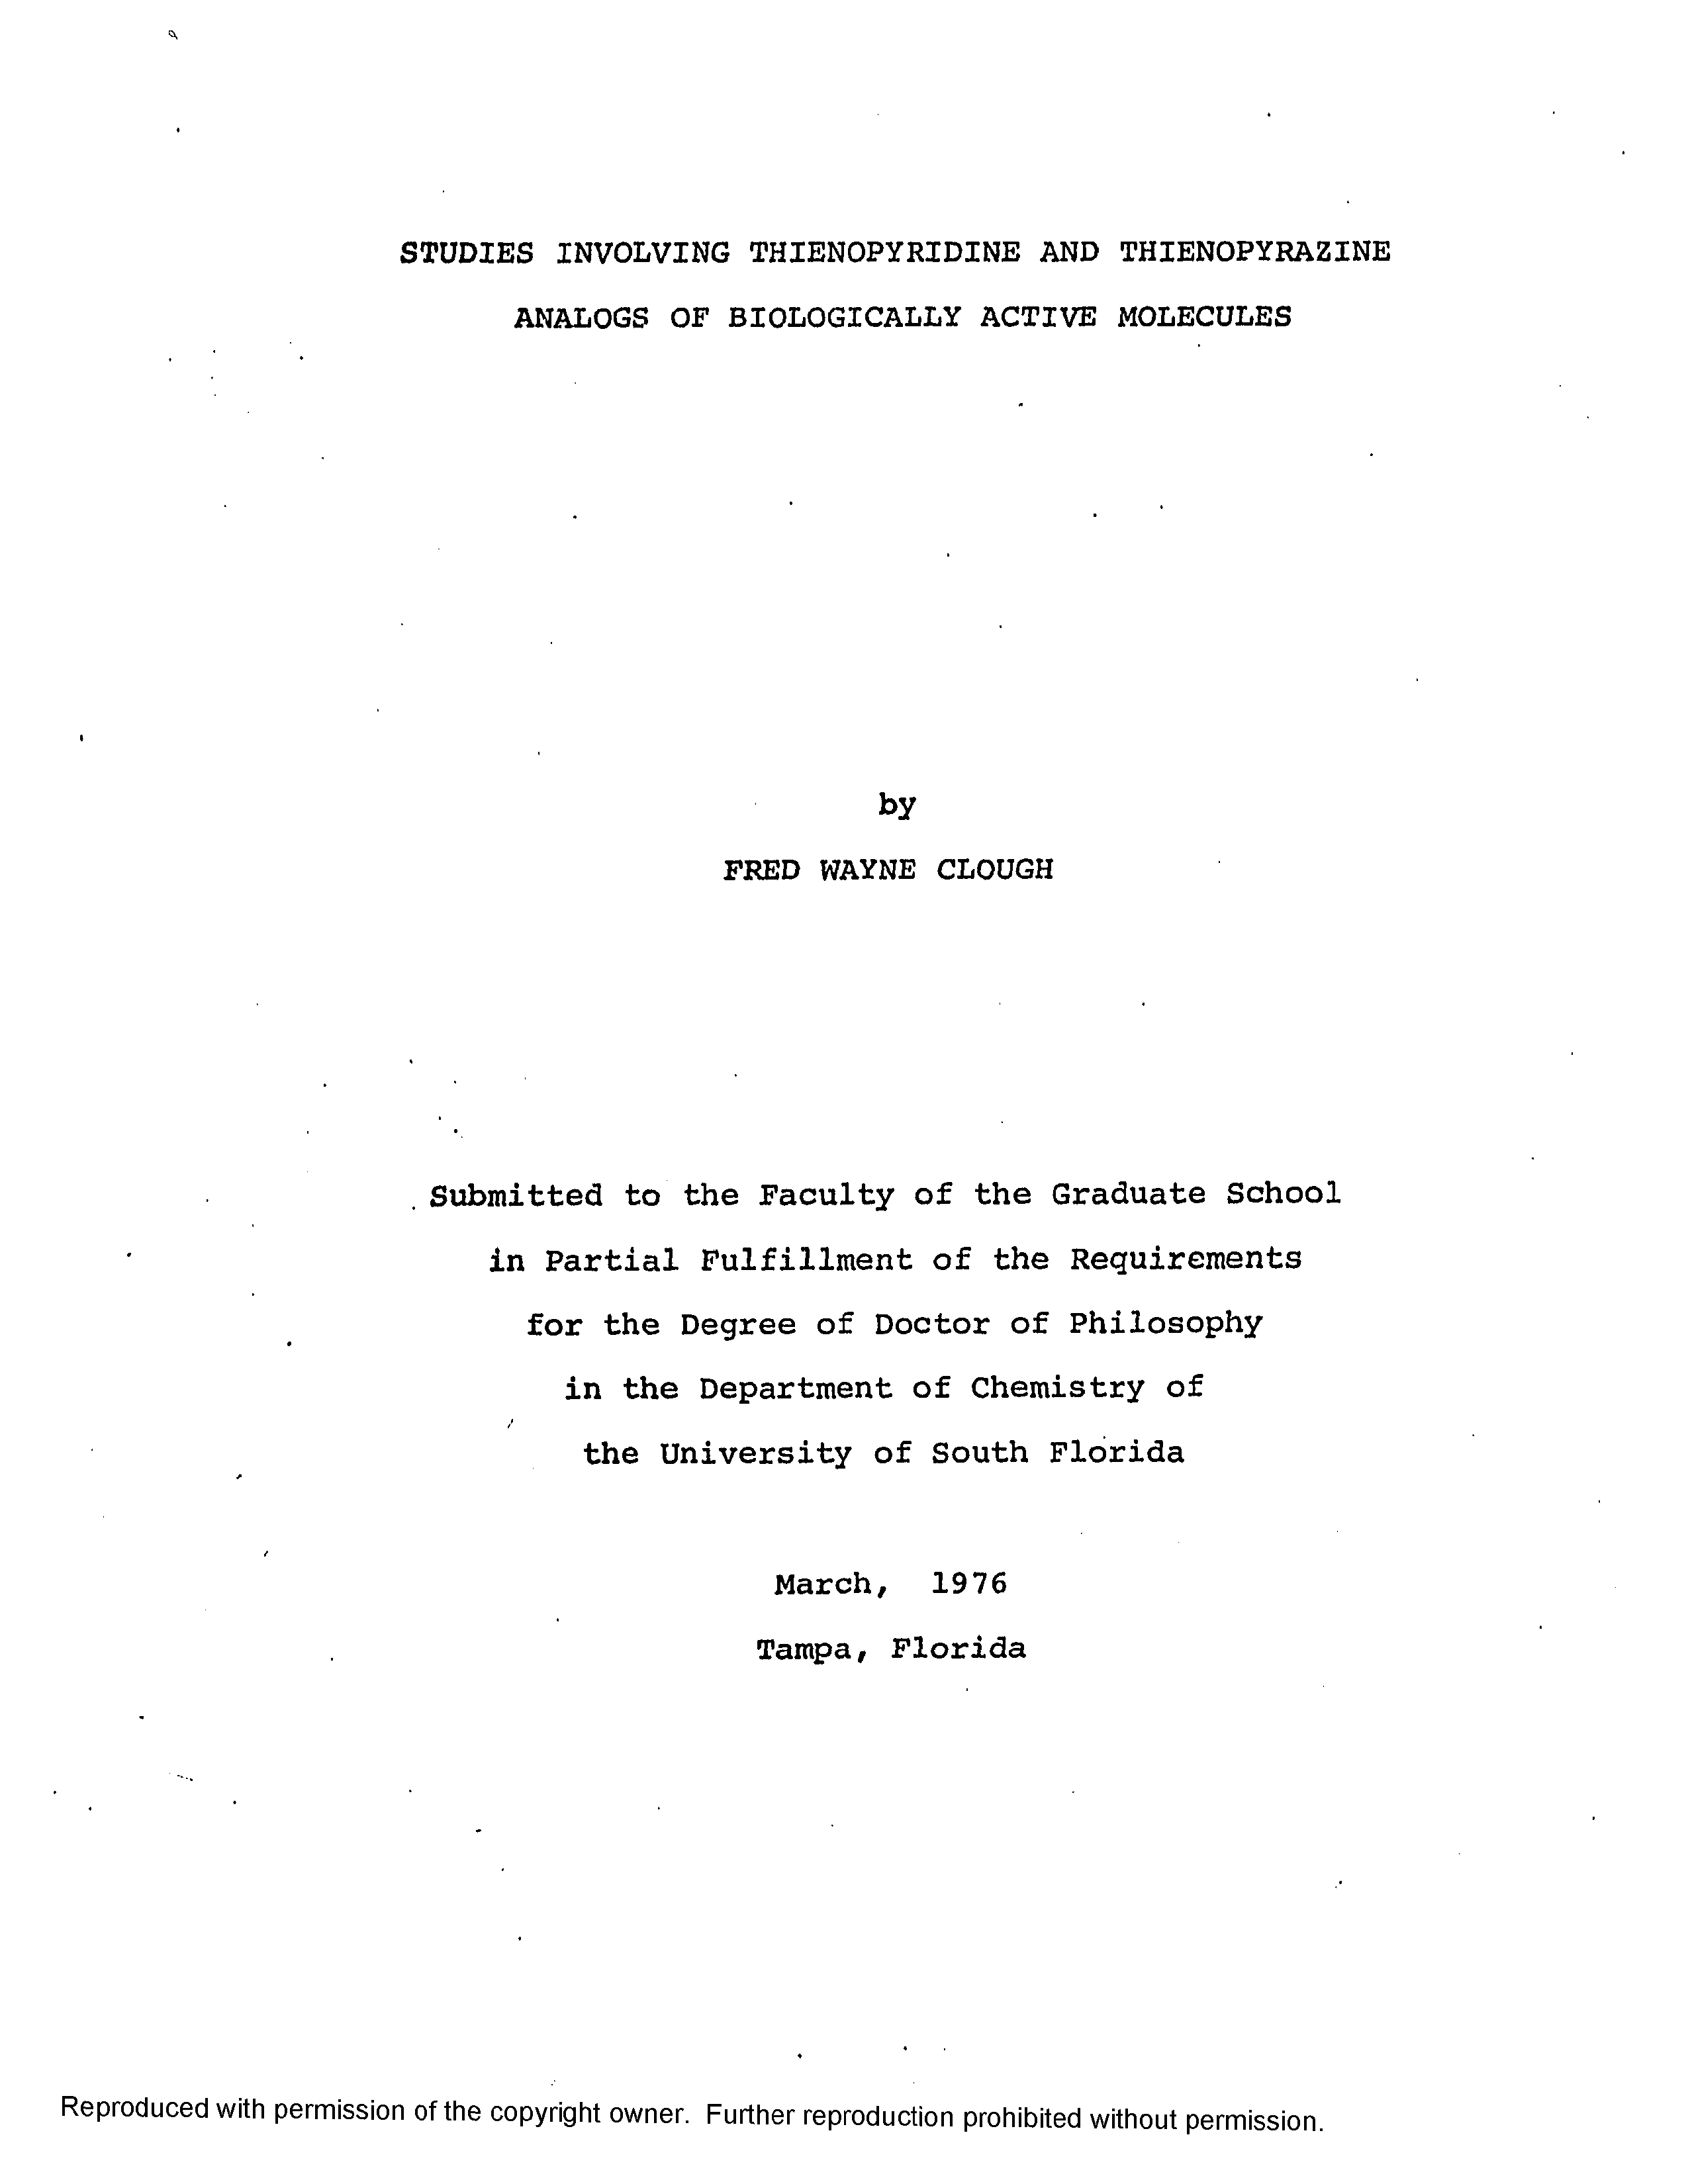 STUDIES INVOLVING THIENOPYRIDINE AND THIENOPYRAZINE
ANALOGS OF BIOLOGICALLY ACTIVE MOLECULES
by
FRED WAYNE CLOUGH
Submitted to the Faculty of the Graduate School
in Partial Fulfillment of the Requirements
for the Degree of Doctor of Philosophy
in the Department of Chemistry of
the University of South Florida
March, 1976
Tampa, Florida
Reproduced with permission of the copyright owner. Further reproduction prohibited without permission.